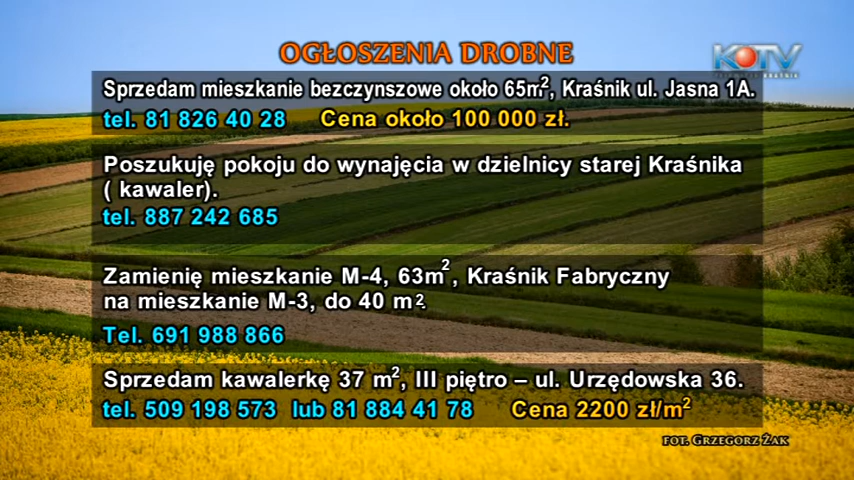 OGŁOSZENIA DROBNE
KOTV
Sprzedam mieszkanie bezczynszowe około 65m², Kraśnik ul. Jasna 1A.
tel. 81 826 40 28 Cena około 100 000 zł.
Poszukuję pokoju do wynajęcia w dzielnicy starej Kraśnika
( kawaler).
tel. 887 242 685
Zamienię mieszkanie M-4, 63m², Kraśnik Fabryczny
na mieszkanie M-3, do 40 m².
Tel. 691 988 866
Sprzedam kawalerkę 37 m², III piętro – ul. Urzędowska 36.
tel. 509 198 573 lub 81 884 41 78 Cena 2200 zł/m²
FOT. GRZEGORZ ŻAK